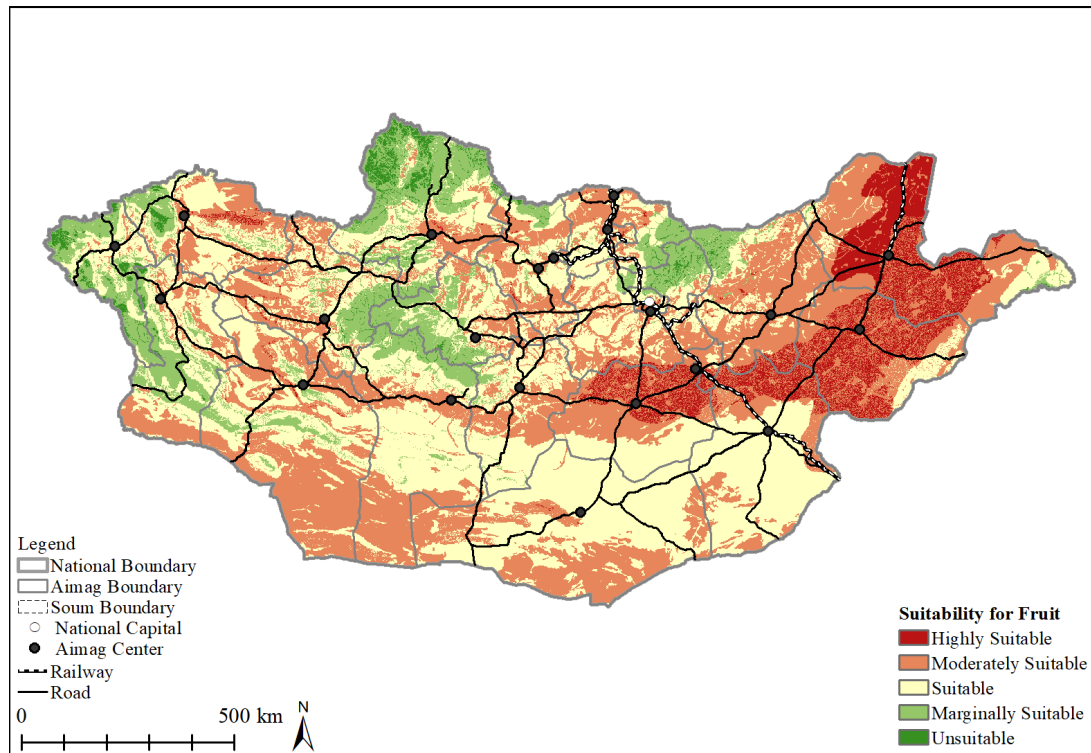 Legend
National Boundary
Aimag Boundary
Soum Boundary
National Capital
Aimag Center
Railway
Road
0 500 km
N
Suitability for Fruit
Highly Suitable
Moderately Suitable
Suitable
Marginally Suitable
Unsuitable